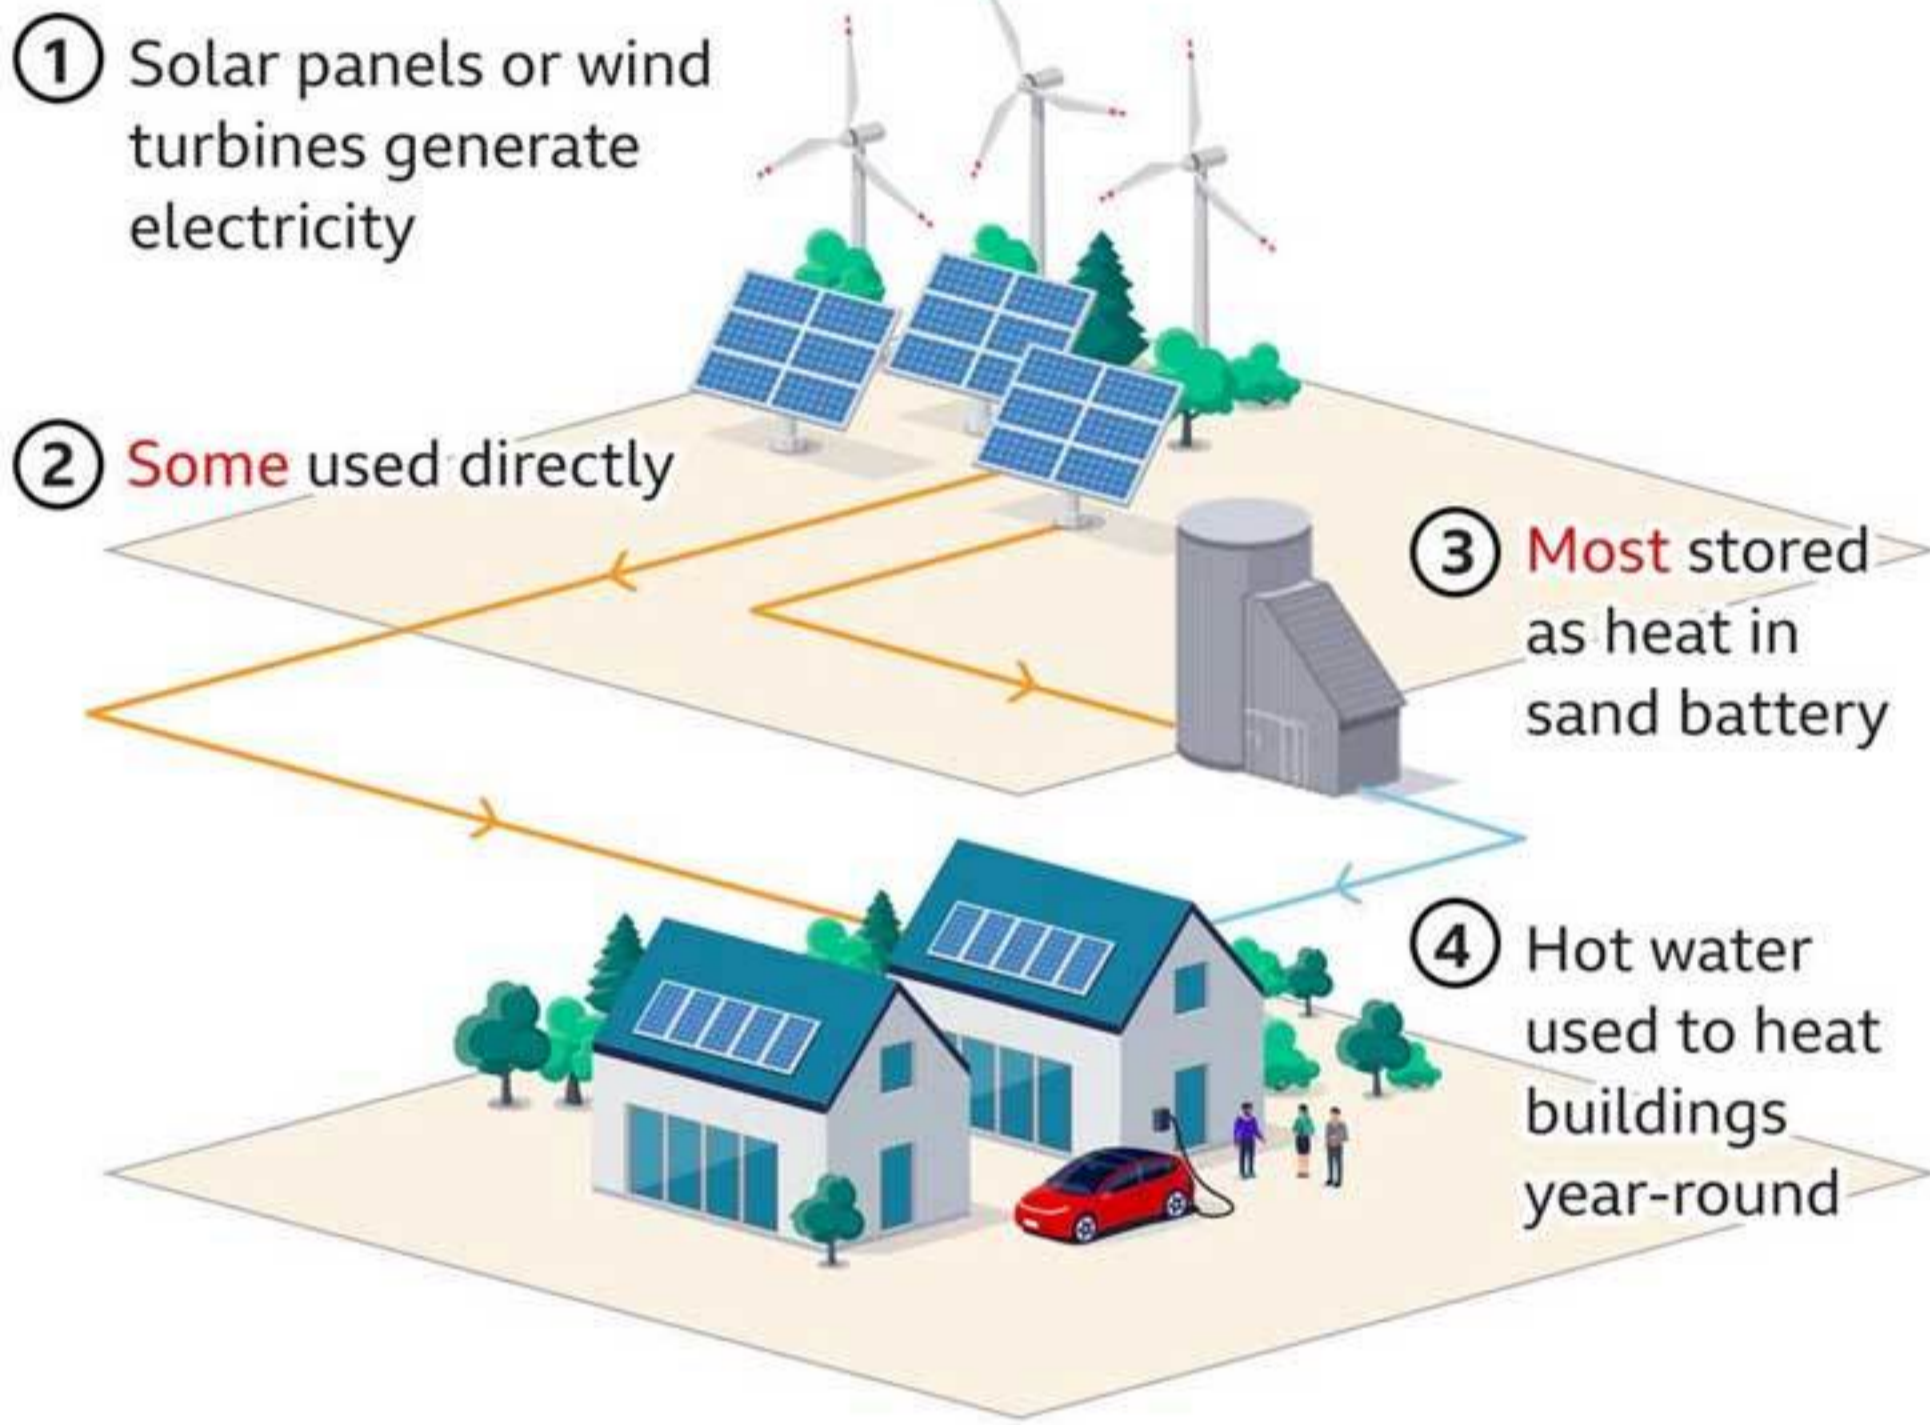 1 Solar panels or wind
turbines generate
electricity
2 Some used directly
3 Most stored
as heat in
sand battery
4 Hot water
used to heat
buildings
year-round